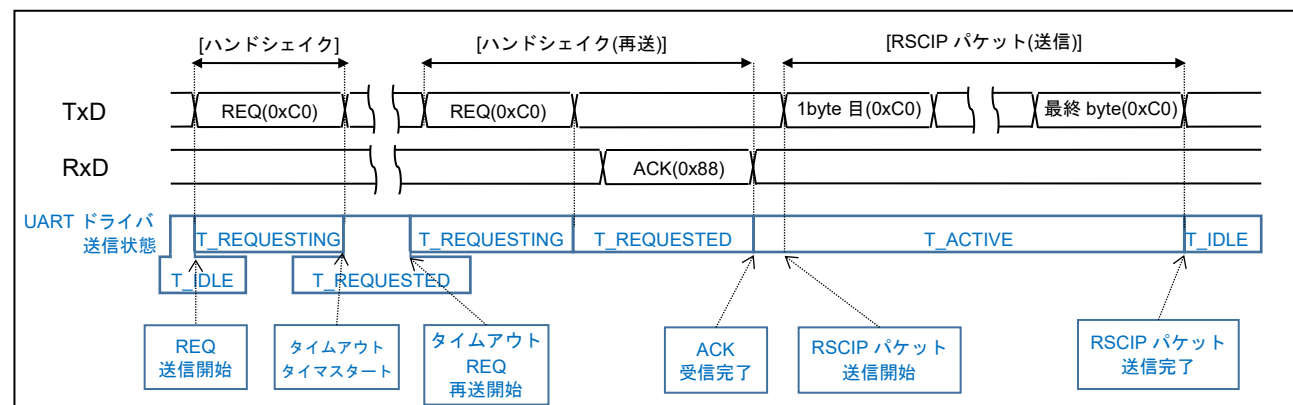 [ハンドシェイク]
[ハンドシェイク(再送)]
[RSCIP パケット(送信)]
TxD
REQ(0xC0)
REQ(0xC0)
1byte 目(0xC0)
最終 byte(0xC0)
RxD
ACK(0x88)
UART ドライバ
送信状態
T_REQUESTING
T_REQUESTING
T_REQUESTED
T_ACTIVE
T_IDLE
T_IDLE
T_REQUESTED
REQ
送信開始
タイムアウト
タイマスタート
タイムアウト
REQ
再送開始
ACK
受信完了
RSCIP パケット
送信開始
RSCIP パケット
送信完了